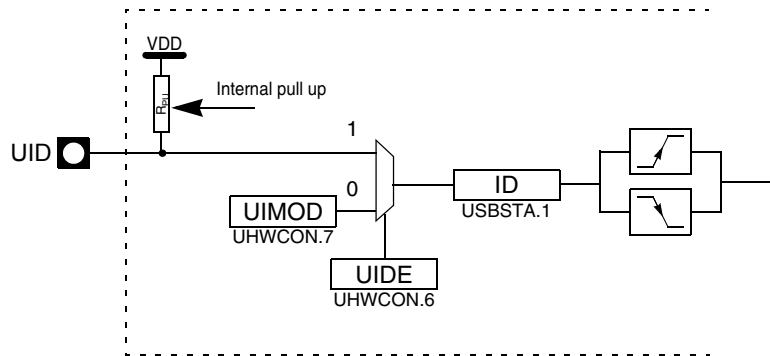 VDD
RPU
Internal pull up
1
UID
0
UIMOD
UHWCON.7
ID
USBSTA.1
UIDE
UHWCON.6